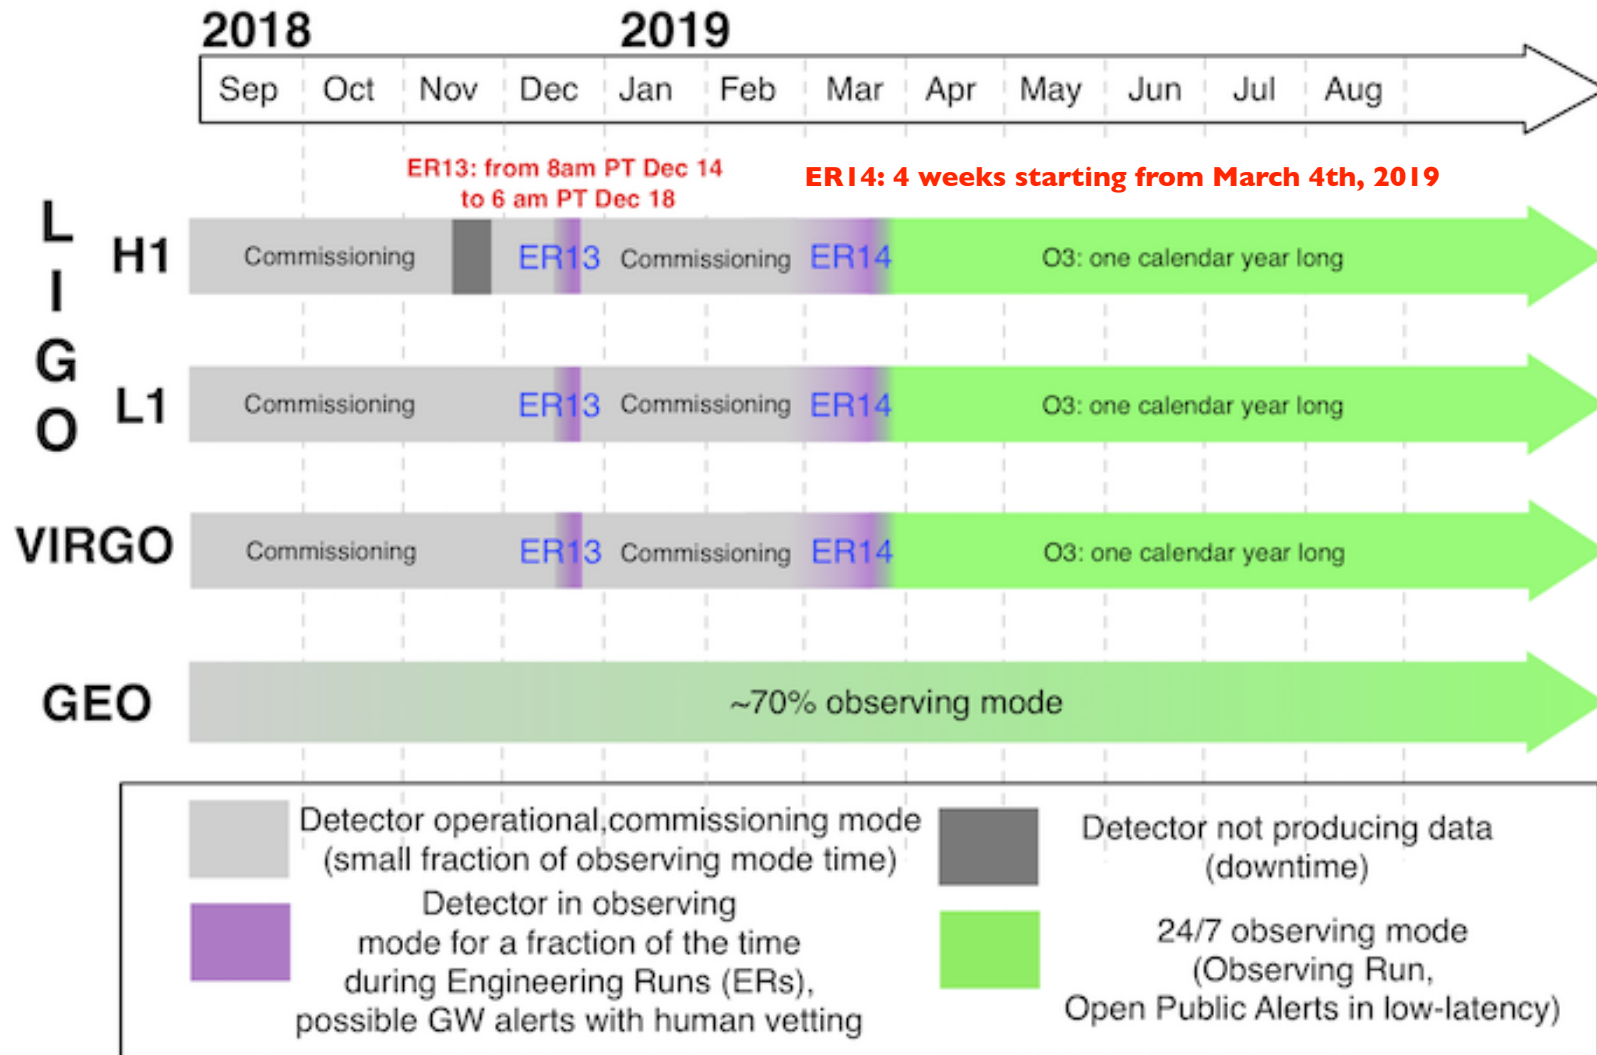 2018 2019
Sep Oct Nov Dec Jan Feb Mar Apr May Jun Jul Aug
ER13: from 8am PT Dec 14
to 6 am PT Dec 18
ER14: 4 weeks starting from March 4th, 2019
LIGO
H1 Commissioning ER13 Commissioning ER14 O3: one calendar year long
L1 Commissioning ER13 Commissioning ER14 O3: one calendar year long
VIRGO Commissioning ER13 Commissioning ER14 O3: one calendar year long
GEO ~70% observing mode
Detector operational,commissioning mode
(small fraction of observing mode time)
Detector in observing
mode for a fraction of the time
during Engineering Runs (ERs),
possible GW alerts with human vetting
Detector not producing data
(downtime)
24/7 observing mode
(Observing Run,
Open Public Alerts in low-latency)